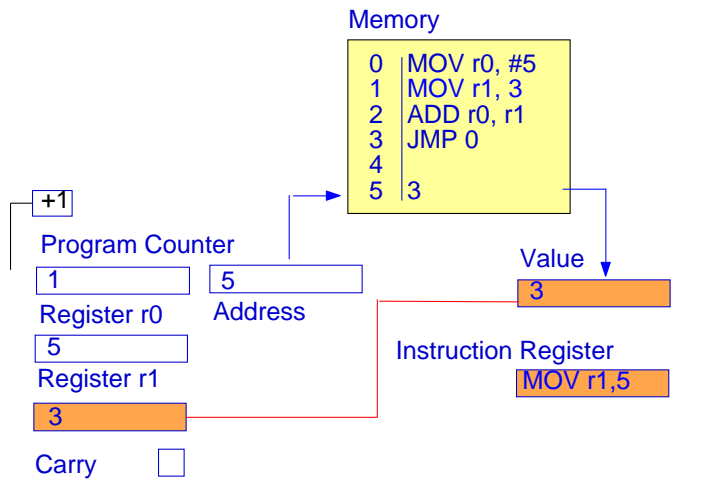 Memory
0 MOV r0, #5
1 MOV r1, 3
2 ADD r0, r1
3 JMP 0
4
5 3
+1
Program Counter
1
5
Address
Value
3
Register r0
5
Instruction Register
MOV r1,5
Register r1
3
Carry